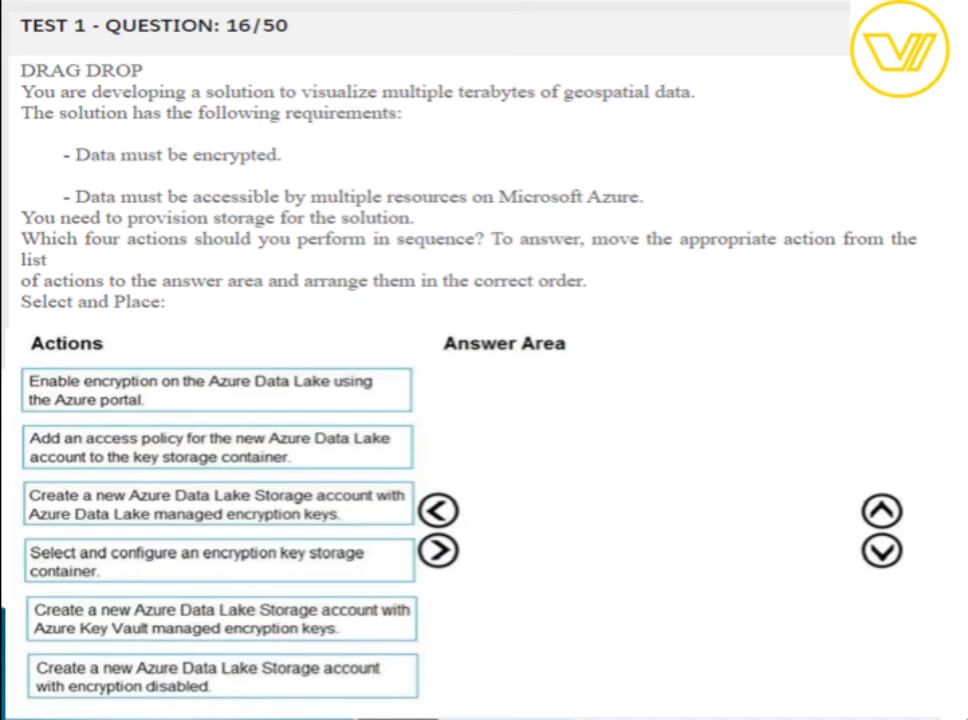 TEST 1 - QUESTION: 16/50
DRAG DROP
You are developing a solution to visualize multiple terabytes of geospatial data.
The solution has the following requirements:
- Data must be encrypted.
- Data must be accessible by multiple resources on Microsoft Azure.
You need to provision storage for the solution.
Which four actions should you perform in sequence? To answer, move the appropriate action from the
list
of actions to the answer area and arrange them in the correct order.
Select and Place:
Actions
Answer Area
Enable encryption on the Azure Data Lake using
the Azure portal.
Add an access policy for the new Azure Data Lake
account to the key storage container.
Create a new Azure Data Lake Storage account with
Azure Data Lake managed encryption keys.
Select and configure an encryption key storage
container.
Create a new Azure Data Lake Storage account with
Azure Key Vault managed encryption keys.
Create a new Azure Data Lake Storage account
with encryption disabled.